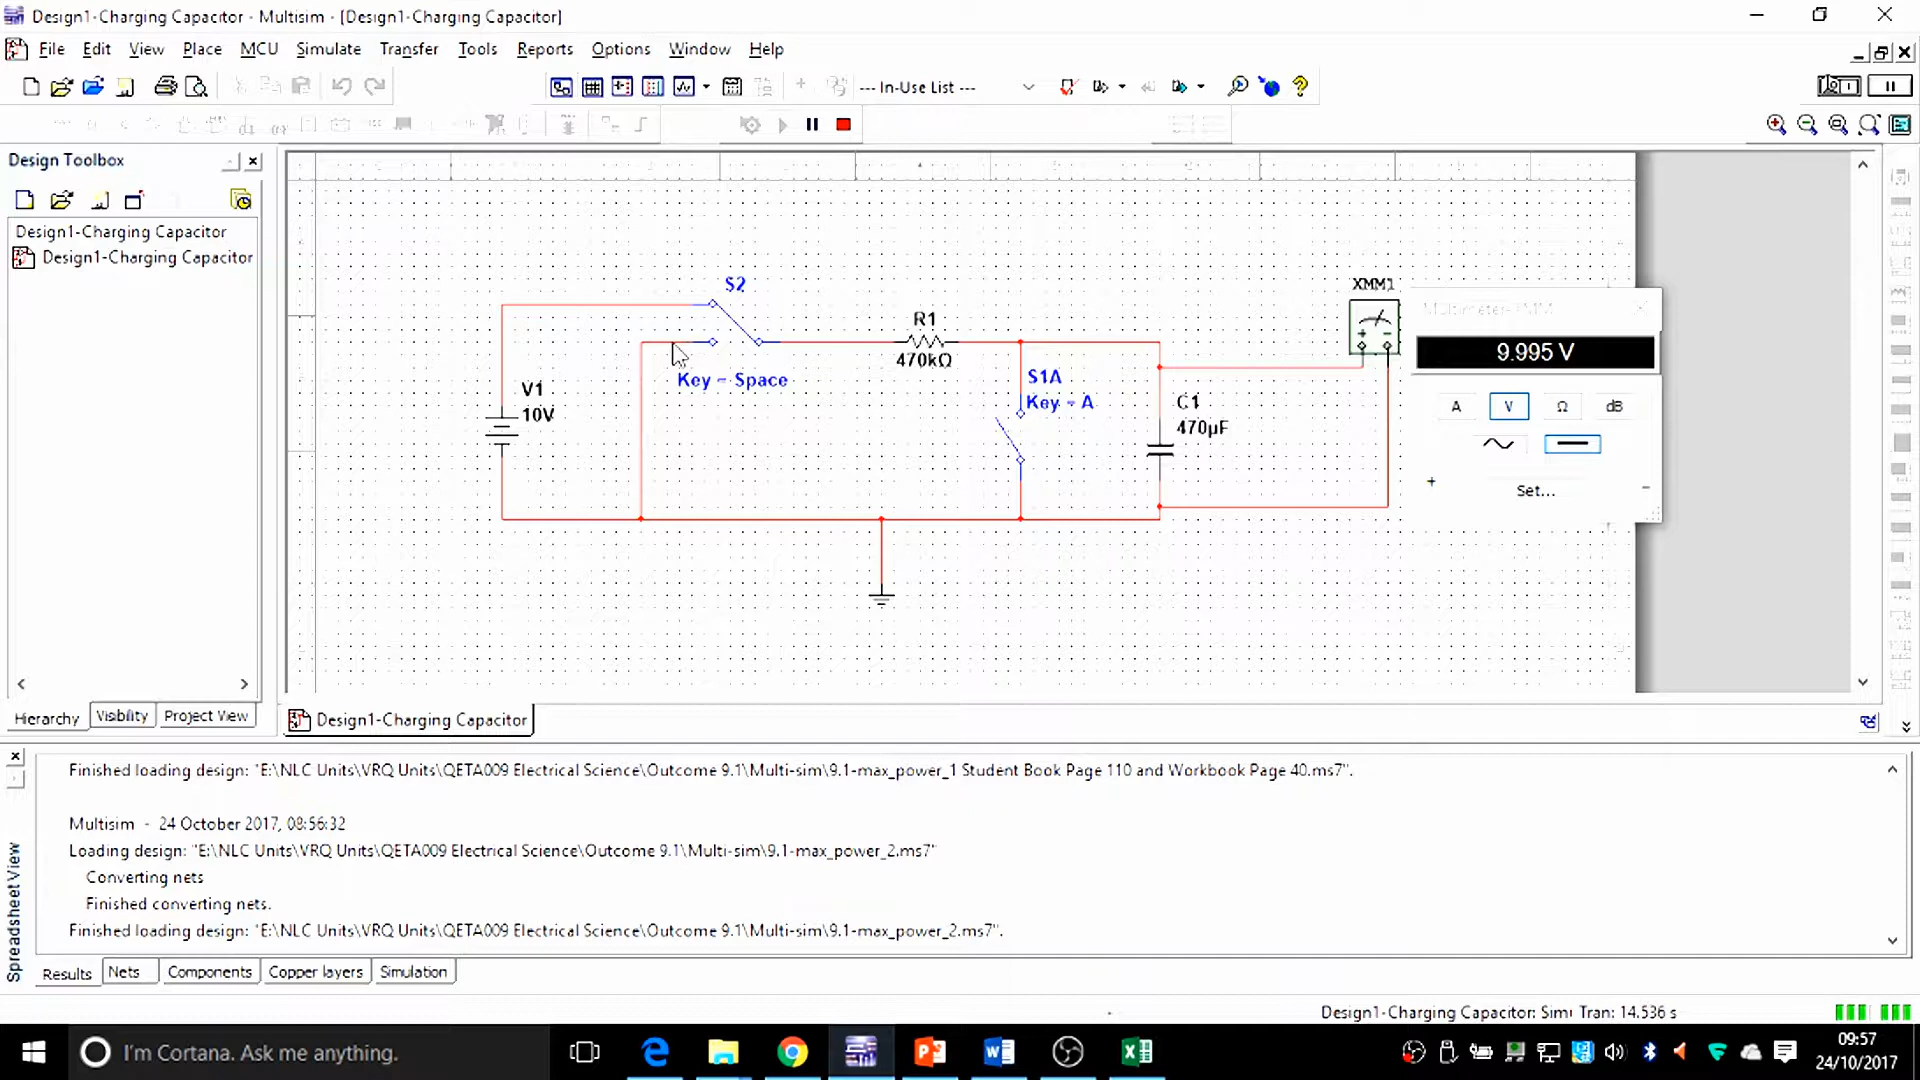 Design1-Charging Capacitor - Multisim - [Design1-Charging Capacitor]
File Edit View Place MCU Simulate Transfer Tools Reports Options Window Help
--- In-Use List ---
Design Toolbox
Design1-Charging Capacitor
Design1-Charging Capacitor
S2
Key = Space
V1
10V
R1
470kΩ
S1A
Key = A
C1
470µF
XMM1
9.995 V
A V Ω dB
+ Set... -
Hierarchy Visibility Project View
Design1-Charging Capacitor
Spreadsheet View
Finished loading design: "E:\NLC Units\VRQ Units\QETA009 Electrical Science\Outcome 9.1\Multi-sim\9.1-max_power_1 Student Book Page 110 and Workbook Page 40.ms7".
Multisim - 24 October 2017, 08:56:32
Loading design: "E:\NLC Units\VRQ Units\QETA009 Electrical Science\Outcome 9.1\Multi-sim\9.1-max_power_2.ms7"
Converting nets
Finished converting nets.
Finished loading design: "E:\NLC Units\VRQ Units\QETA009 Electrical Science\Outcome 9.1\Multi-sim\9.1-max_power_2.ms7".
Results Nets Components Copper layers Simulation
Design1-Charging Capacitor: Simu Tran: 14.536 s
I'm Cortana. Ask me anything.
09:57
24/10/2017